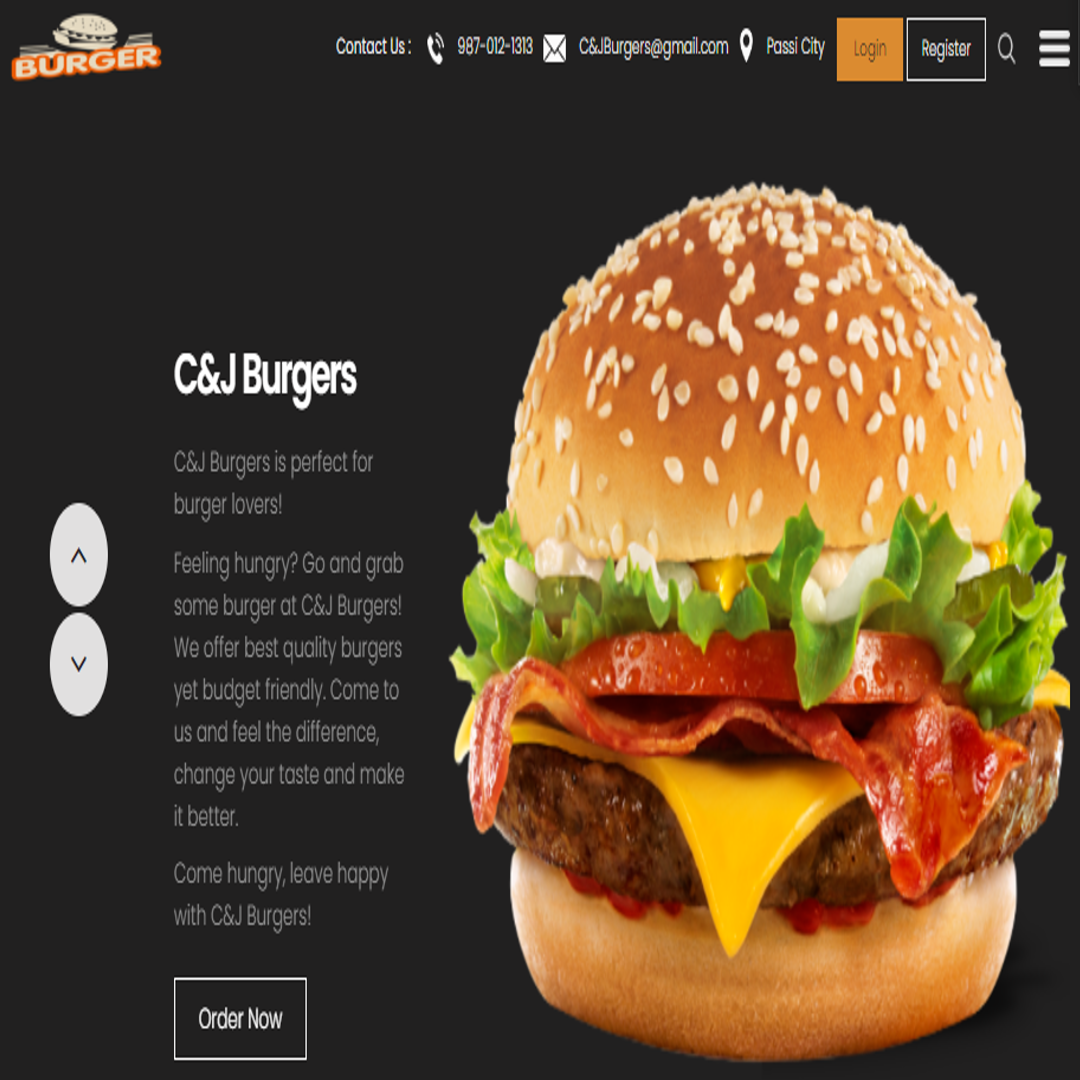 BURGER
Contact Us : 987-012-1313 C&JBurgers@gmail.com Passi City Login Register
C&J Burgers
C&J Burgers is perfect for
burger lovers!
Feeling hungry? Go and grab
some burger at C&J Burgers!
We offer best quality burgers
yet budget friendly. Come to
us and feel the difference,
change your taste and make
it better.
Come hungry, leave happy
with C&J Burgers!
Order Now